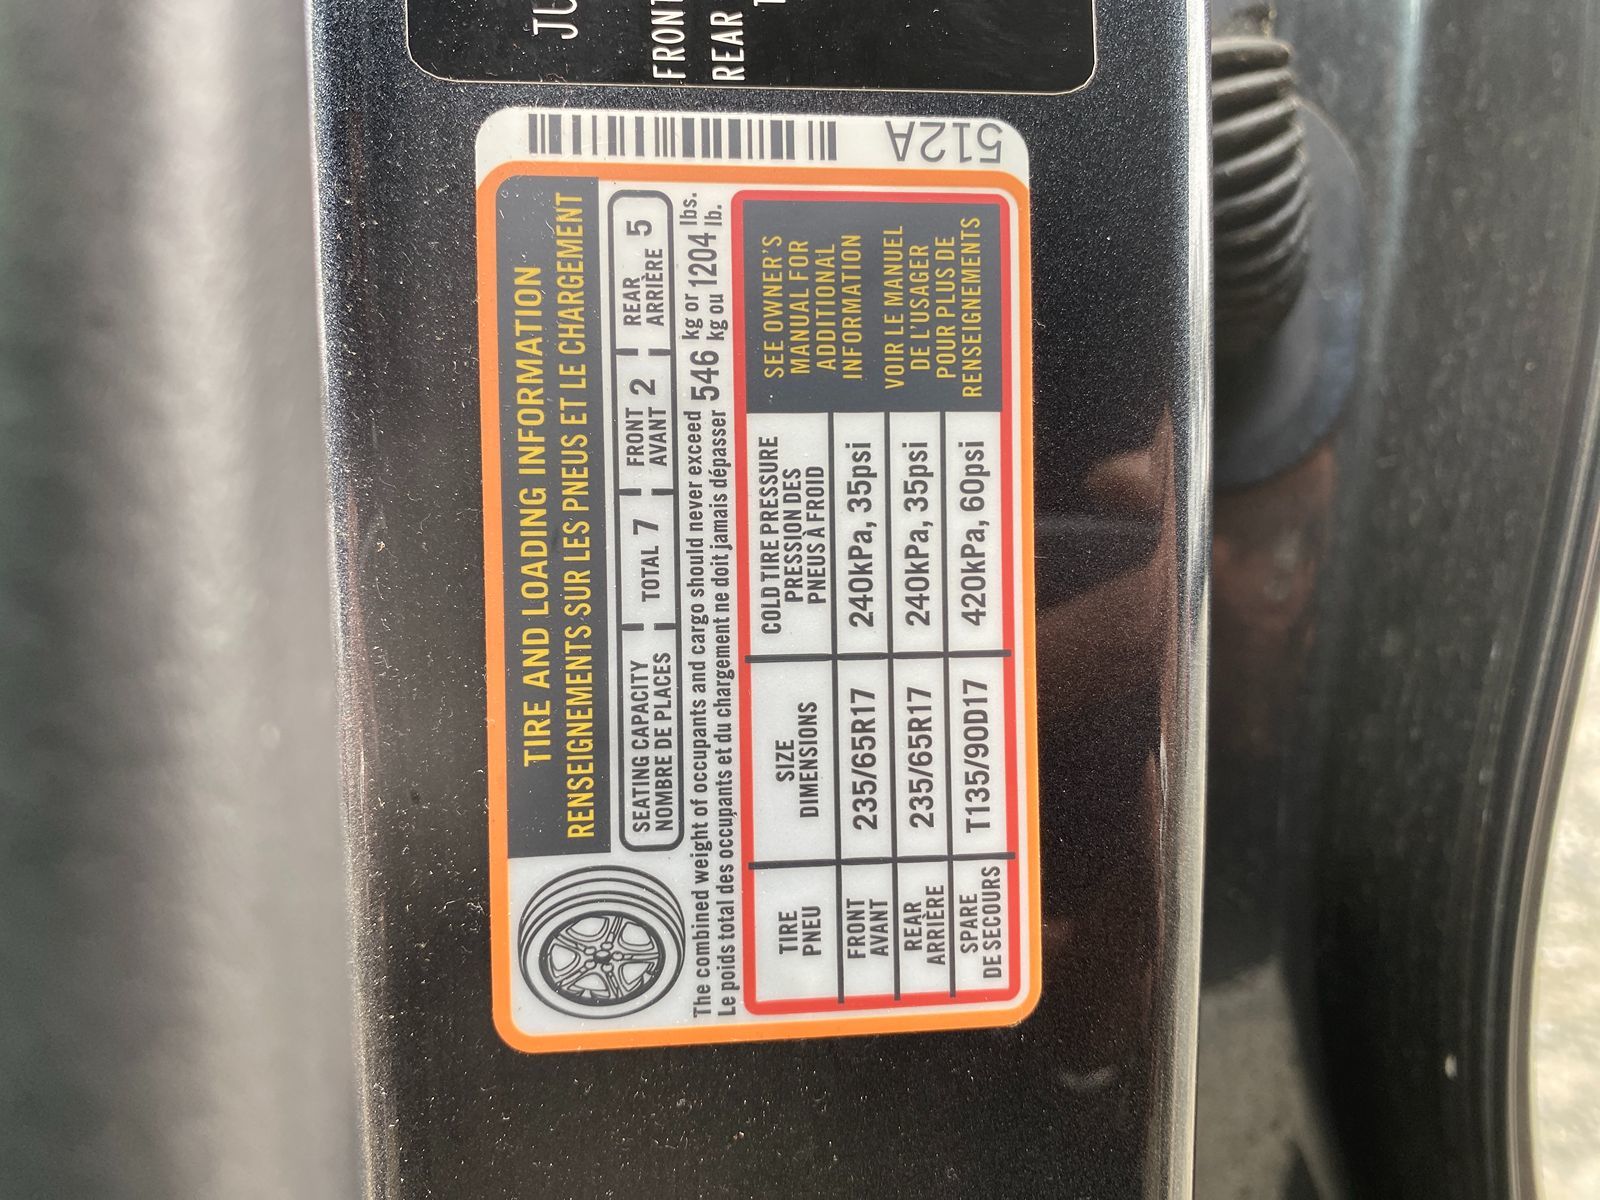 JU
FRONT
REAR
512A
TIRE AND LOADING INFORMATION
RENSEIGNEMENTS SUR LES PNEUS ET LE CHARGEMENT
SEATING CAPACITY
NOMBRE DE PLACES
TOTAL 7
FRONT
AVANT 2
REAR
ARRIÈRE 5
The combined weight of occupants and cargo should never exceed 546 kg or 1204 lbs.
Le poids total des occupants et du chargement ne doit jamais dépasser 546 kg ou 1204 lb.
TIRE
PNEU
SIZE
DIMENSIONS
COLD TIRE PRESSURE
PRESSION DES
PNEUS À FROID
FRONT
AVANT
235/65R17
240kPa, 35psi
REAR
ARRIÈRE
235/65R17
240kPa, 35psi
SPARE
DE SECOURS
T135/90D17
420kPa, 60psi
SEE OWNER'S
MANUAL FOR
ADDITIONAL
INFORMATION
VOIR LE MANUEL
DE L'USAGER
POUR PLUS DE
RENSEIGNEMENTS